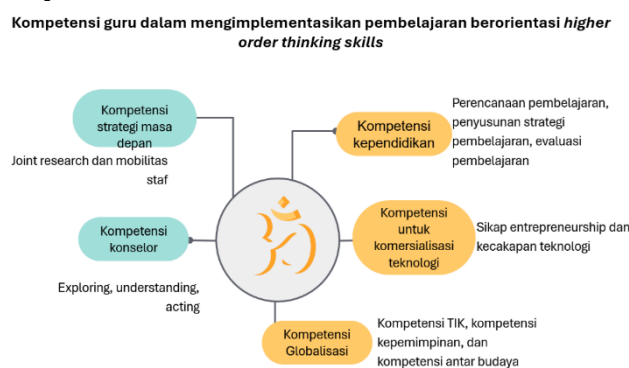 Kompetensi guru dalam mengimplementasikan pembelajaran berorientasi higher
order thinking skills
Kompetensi
strategi masa
depan
Joint research dan mobilitas
staf
Kompetensi
kependidikan
Perencanaan pembelajaran,
penyusunan strategi
pembelajaran, evaluasi
pembelajaran
Kompetensi
konselor
Exploring, understanding,
acting
Kompetensi
untuk
komersialisasi
teknologi
Sikap entrepreneurship dan
kecakapan teknologi
Kompetensi
Globalisasi
Kompetensi TIK, kompetensi
kepemimpinan, dan
kompetensi antar budaya